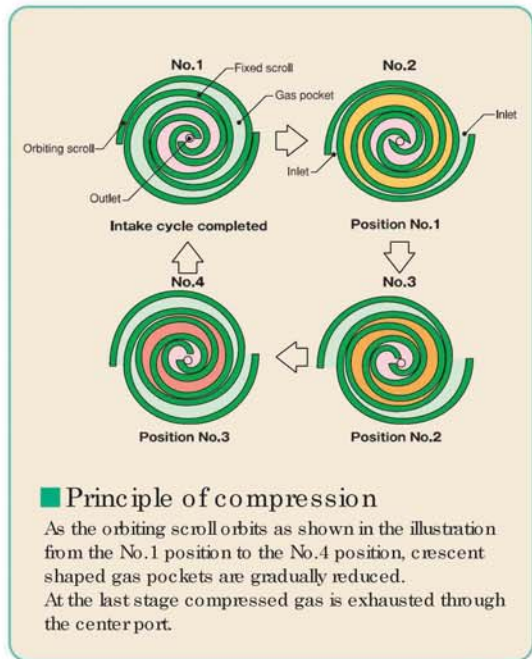 No.1
Fixed scroll
Gas pocket
Orbiting scroll
Outlet
Intake cycle completed
No.2
Inlet
Inlet
Position No.1
No.4
Position No.3
No.3
Position No.2
Principle of compression
As the orbiting scroll orbits as shown in the illustration
from the No.1 position to the No.4 position, crescent
shaped gas pockets are gradually reduced.
At the last stage compressed gas is exhausted through
the center port.